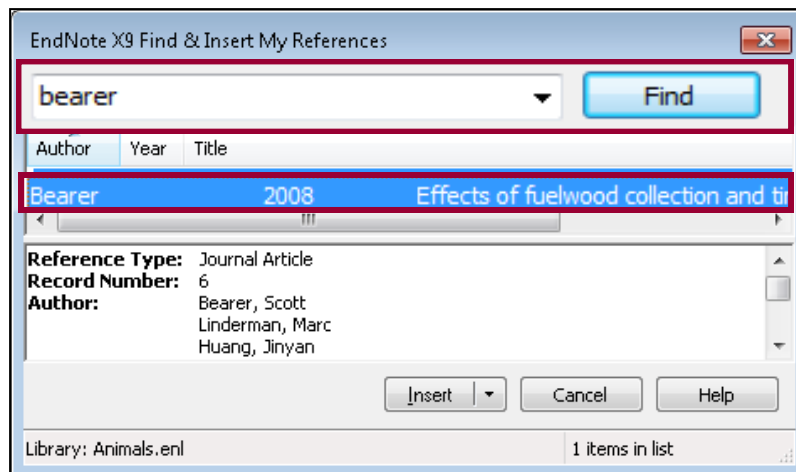 EndNote X9 Find & Insert My References
bearer Find
Author Year Title
Bearer 2008 Effects of fuelwood collection and
Reference Type: Journal Article
Record Number: 6
Author: Bearer, Scott
Linderman, Marc
Huang, Jinyan
Insert Cancel Help
Library: Animals.enl 1 items in list